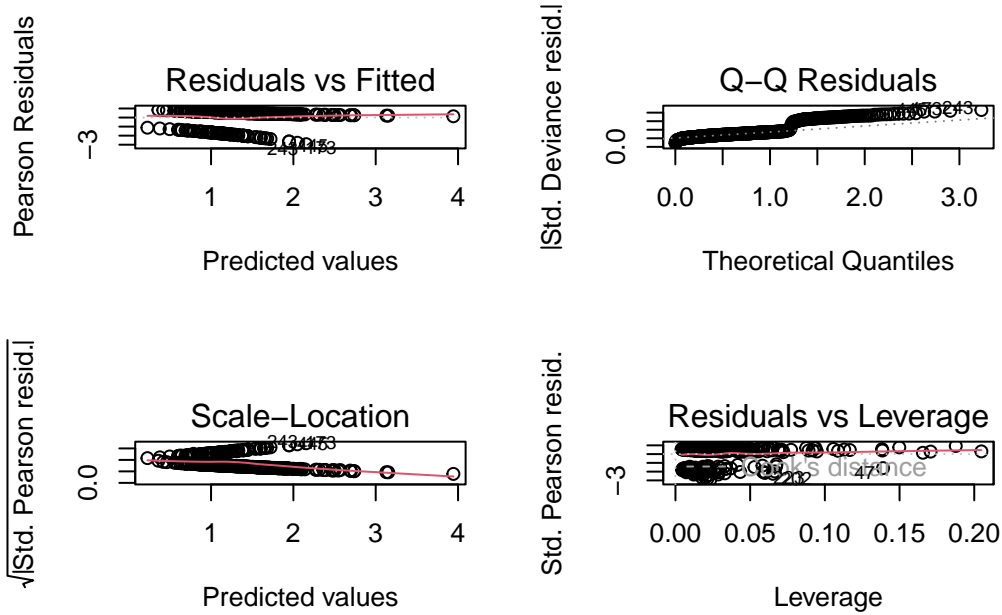 Residuals vs Fitted
Pearson Residuals
−3
1 2 3 4
Predicted values
Q−Q Residuals
|Std. Deviance resid.|
0.0
0.0 1.0 2.0 3.0
Theoretical Quantiles
Scale−Location
√|Std. Pearson resid.|
0.0
1 2 3 4
Predicted values
Residuals vs Leverage
Std. Pearson resid.
−3
Cook's distance
0.00 0.05 0.10 0.15 0.20
Leverage